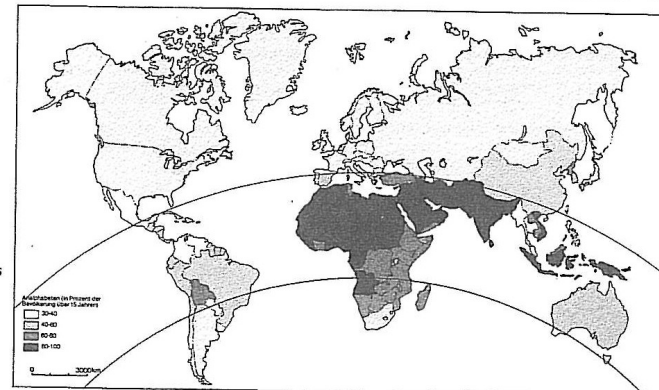 Analphabeten (in Prozent der
Bevölkerung über 15 Jahren)
20-40
40-60
60-80
80-100
0 3000km